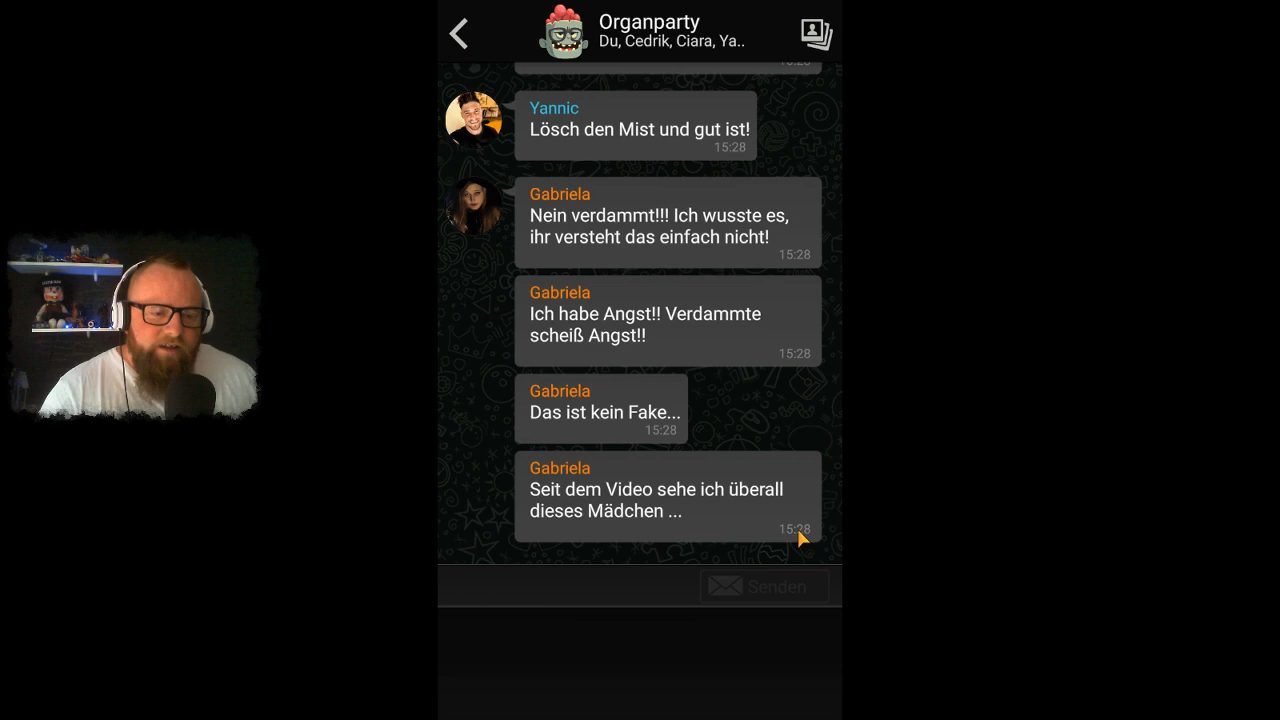 Organparty
Du, Cedrik, Ciara, Ya..
15:28
Yannic
Lösch den Mist und gut ist!
15:28
Gabriela
Nein verdammt!!! Ich wusste es,
ihr versteht das einfach nicht!
15:28
Gabriela
Ich habe Angst!! Verdammte
scheiß Angst!!
15:28
Gabriela
Das ist kein Fake...
15:28
Gabriela
Seit dem Video sehe ich überall
dieses Mädchen ...
15:28
Senden